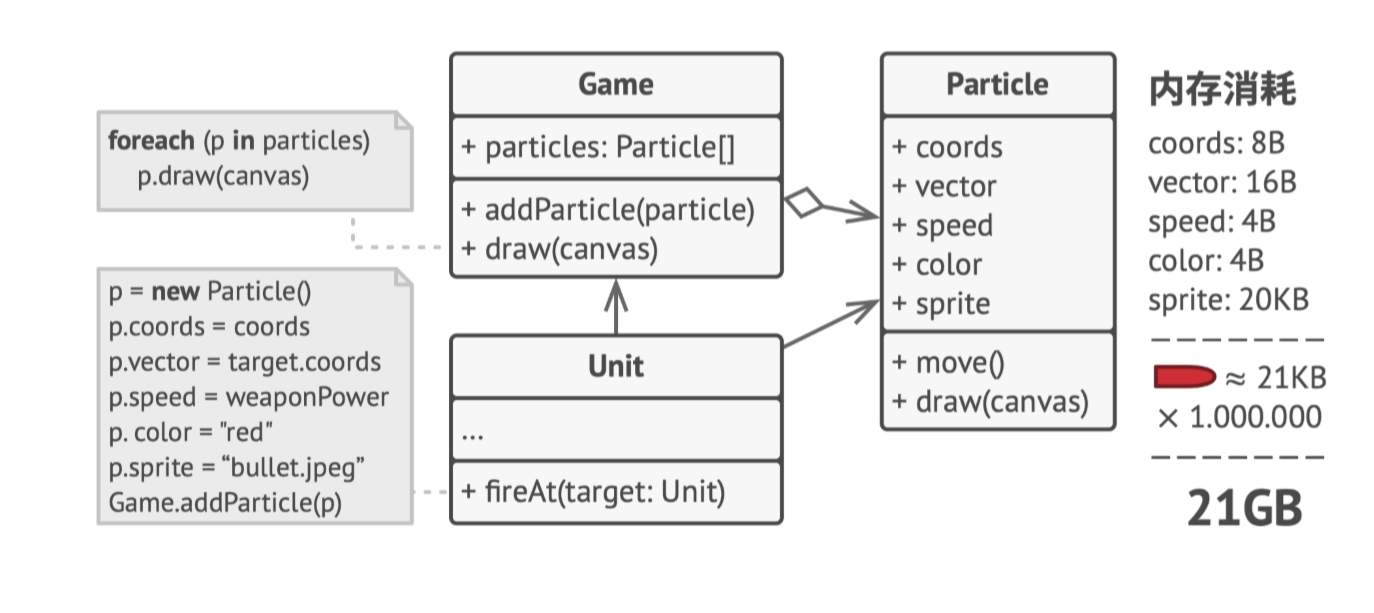 foreach (p in particles)
p.draw(canvas)
p = new Particle()
p.coords = coords
p.vector = target.coords
p.speed = weaponPower
p. color = "red"
p.sprite = “bullet.jpeg”
Game.addParticle(p)
Game
+ particles: Particle[]
+ addParticle(particle)
+ draw(canvas)
Unit
...
+ fireAt(target: Unit)
Particle
+ coords
+ vector
+ speed
+ color
+ sprite
+ move()
+ draw(canvas)
内存消耗
coords: 8B
vector: 16B
speed: 4B
color: 4B
sprite: 20KB
≈ 21KB
× 1.000.000
21GB